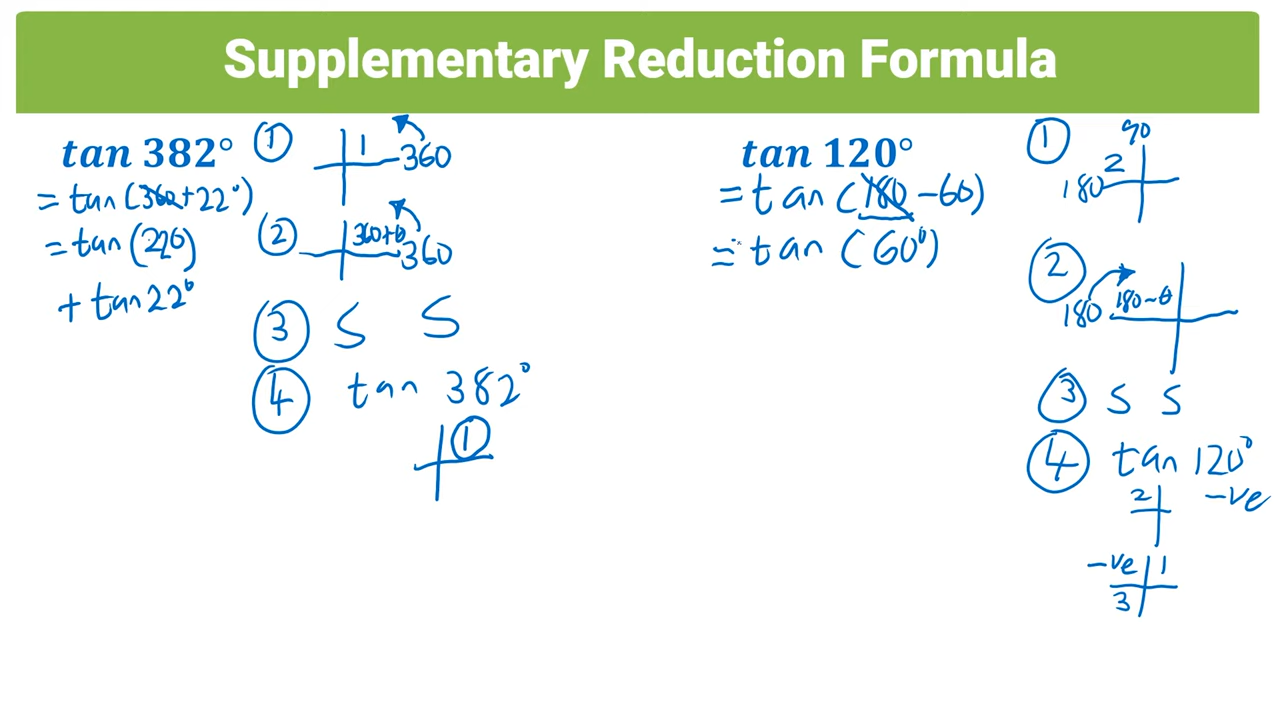 Supplementary Reduction Formula
tan 382°
= tan(360+22°)
= tan(22°)
+ tan22°
① 1 360
② 360+θ 360
③ S S
④ tan 382°
①
tan 120°
= tan(180-60)
= tan(60°)
① 90
2
180
②
180 180-θ
③ S S
④ tan 120°
2 -ve
-ve 1
3